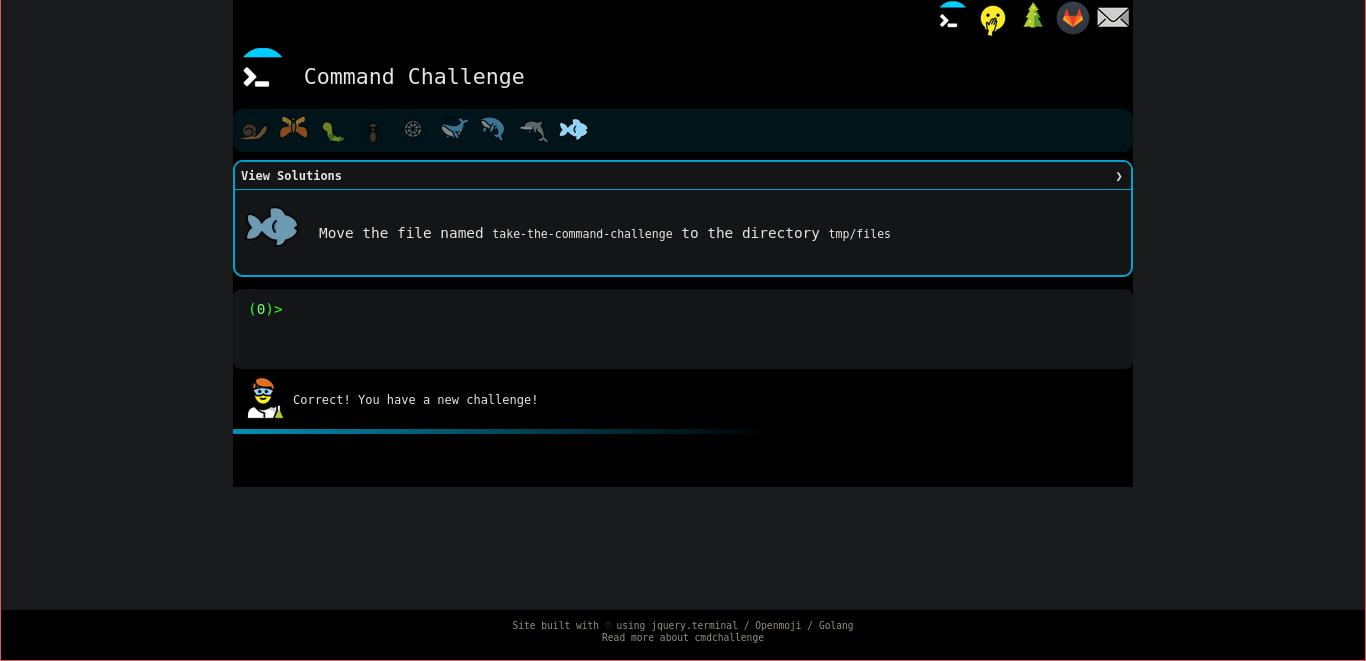 Command Challenge
View Solutions ❯
Move the file named take-the-command-challenge to the directory tmp/files
(0)>
Correct! You have a new challenge!
Site built with ♡ using jquery.terminal / Openmoji / Golang
Read more about cmdchallenge